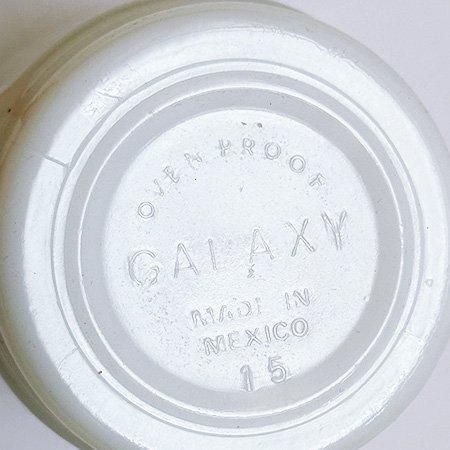 OVEN PROOF
GALAXY
MADE IN
MEXICO
15